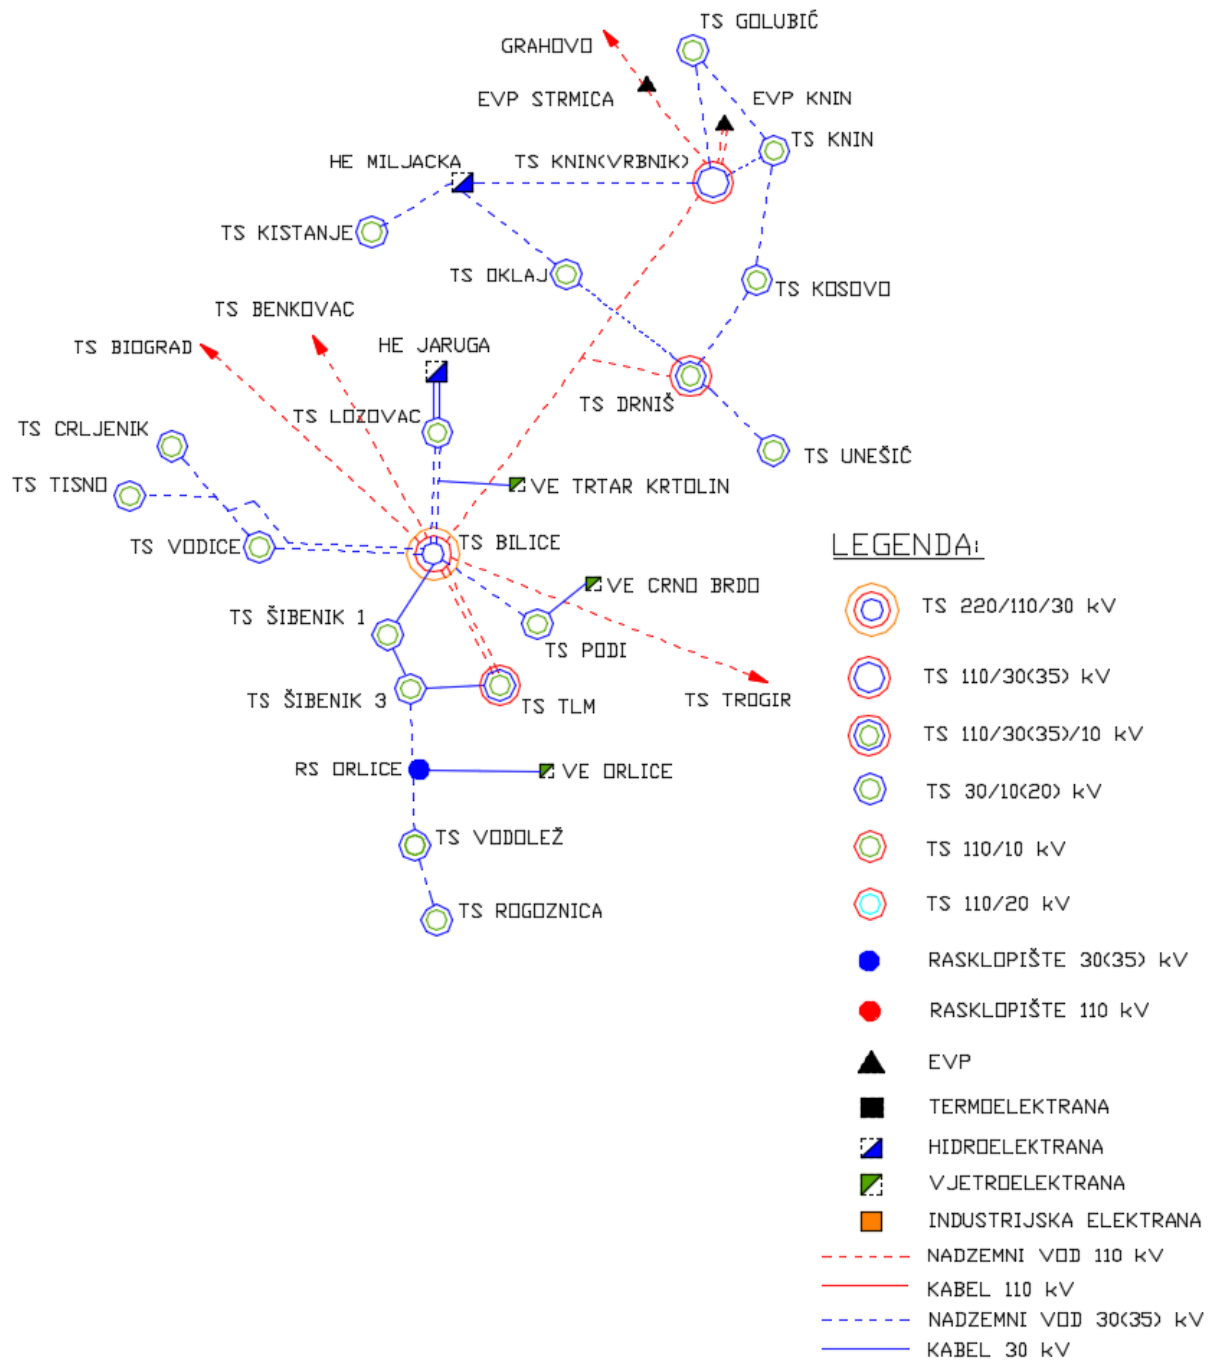 TS GOLUBIĆ
GRAHOVO
EVP STRMICA
EVP KNIN
TS KNIN
HE MILJACKA
TS KNIN(VRBNIK)
TS KISTANJE
TS OKLAJ
TS KOSOVO
TS BENKOVAC
TS BIOGRAD
HE JARUGA
TS DRNIŠ
TS LOZOVAC
TS CRLJENIK
TS UNEŠIĆ
TS TISNO
VE TRTAR KRTOLIN
TS VODICE
TS BILICE
VE CRNO BRDO
TS ŠIBENIK 1
TS PODI
TS ŠIBENIK 3
TS TLM
TS TROGIR
RS ORLICE
VE ORLICE
TS VODOLEŽ
TS ROGOZNICA
LEGENDA:
TS 220/110/30 kV
TS 110/30(35) kV
TS 110/30(35)/10 kV
TS 30/10(20) kV
TS 110/10 kV
TS 110/20 kV
RASKLOPIŠTE 30(35) kV
RASKLOPIŠTE 110 kV
EVP
TERMOELEKTRANA
HIDROELEKTRANA
VJETROELEKTRANA
INDUSTRIJSKA ELEKTRANA
NADZEMNI VOD 110 kV
KABEL 110 kV
NADZEMNI VOD 30(35) kV
KABEL 30 kV